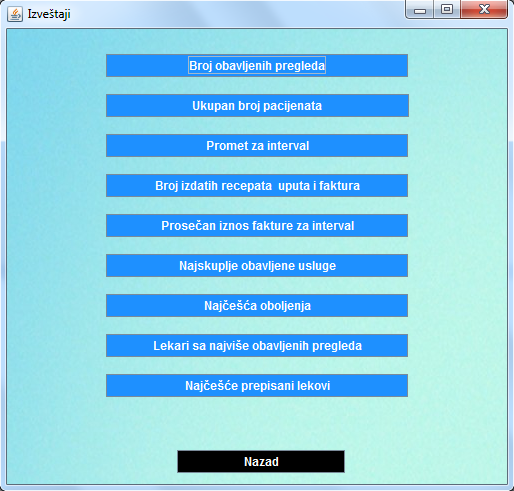 Izveštaji
Broj obavljenih pregleda
Ukupan broj pacijenata
Promet za interval
Broj izdatih recepata  uputa i faktura
Prosečan iznos fakture za interval
Najskuplje obavljene usluge
Najčešća oboljenja
Lekari sa najviše obavljenih pregleda
Najčešće prepisani lekovi
Nazad